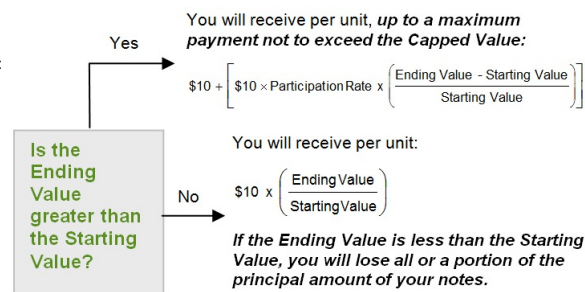 You will receive per unit, up to a maximum
payment not to exceed the Capped Value:
Yes
:
$10 + [ $10 × Participation Rate x ( Ending Value - Starting Value
Starting Value ) ]
Is the
Ending
Value
greater than
the Starting
Value?
You will receive per unit:
No
$10 x ( Ending Value
Starting Value )
If the Ending Value is less than the Starting
Value, you will lose all or a portion of the
principal amount of your notes.